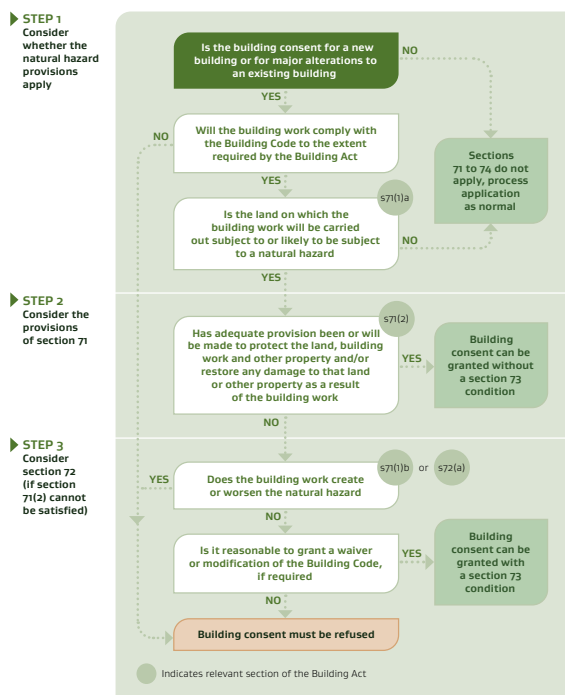 STEP 1
Consider
whether the
natural hazard
provisions
apply
Is the building consent for a new
building or for major alterations to
an existing building
NO
YES
NO
Will the building work comply with
the Building Code to the extent
required by the Building Act
Sections
71 to 74 do not
apply, process
application
as normal
YES
s71(1)a
Is the land on which the
building work will be carried
out subject to or likely to be subject
to a natural hazard
NO
YES
STEP 2
Consider the
provisions
of section 71
s71(2)
Has adequate provision been or will
be made to protect the land, building
work and other property and/or
restore any damage to that land
or other property as a result
of the building work
YES
Building
consent can be
granted without
a section 73
condition
NO
STEP 3
Consider
section 72
(if section
71(2) cannot
be satisfied)
s71(1)b or s72(a)
YES
Does the building work create
or worsen the natural hazard
NO
Is it reasonable to grant a waiver
or modification of the Building Code,
if required
YES
Building
consent can be
granted with
a section 73
condition
NO
Building consent must be refused
Indicates relevant section of the Building Act